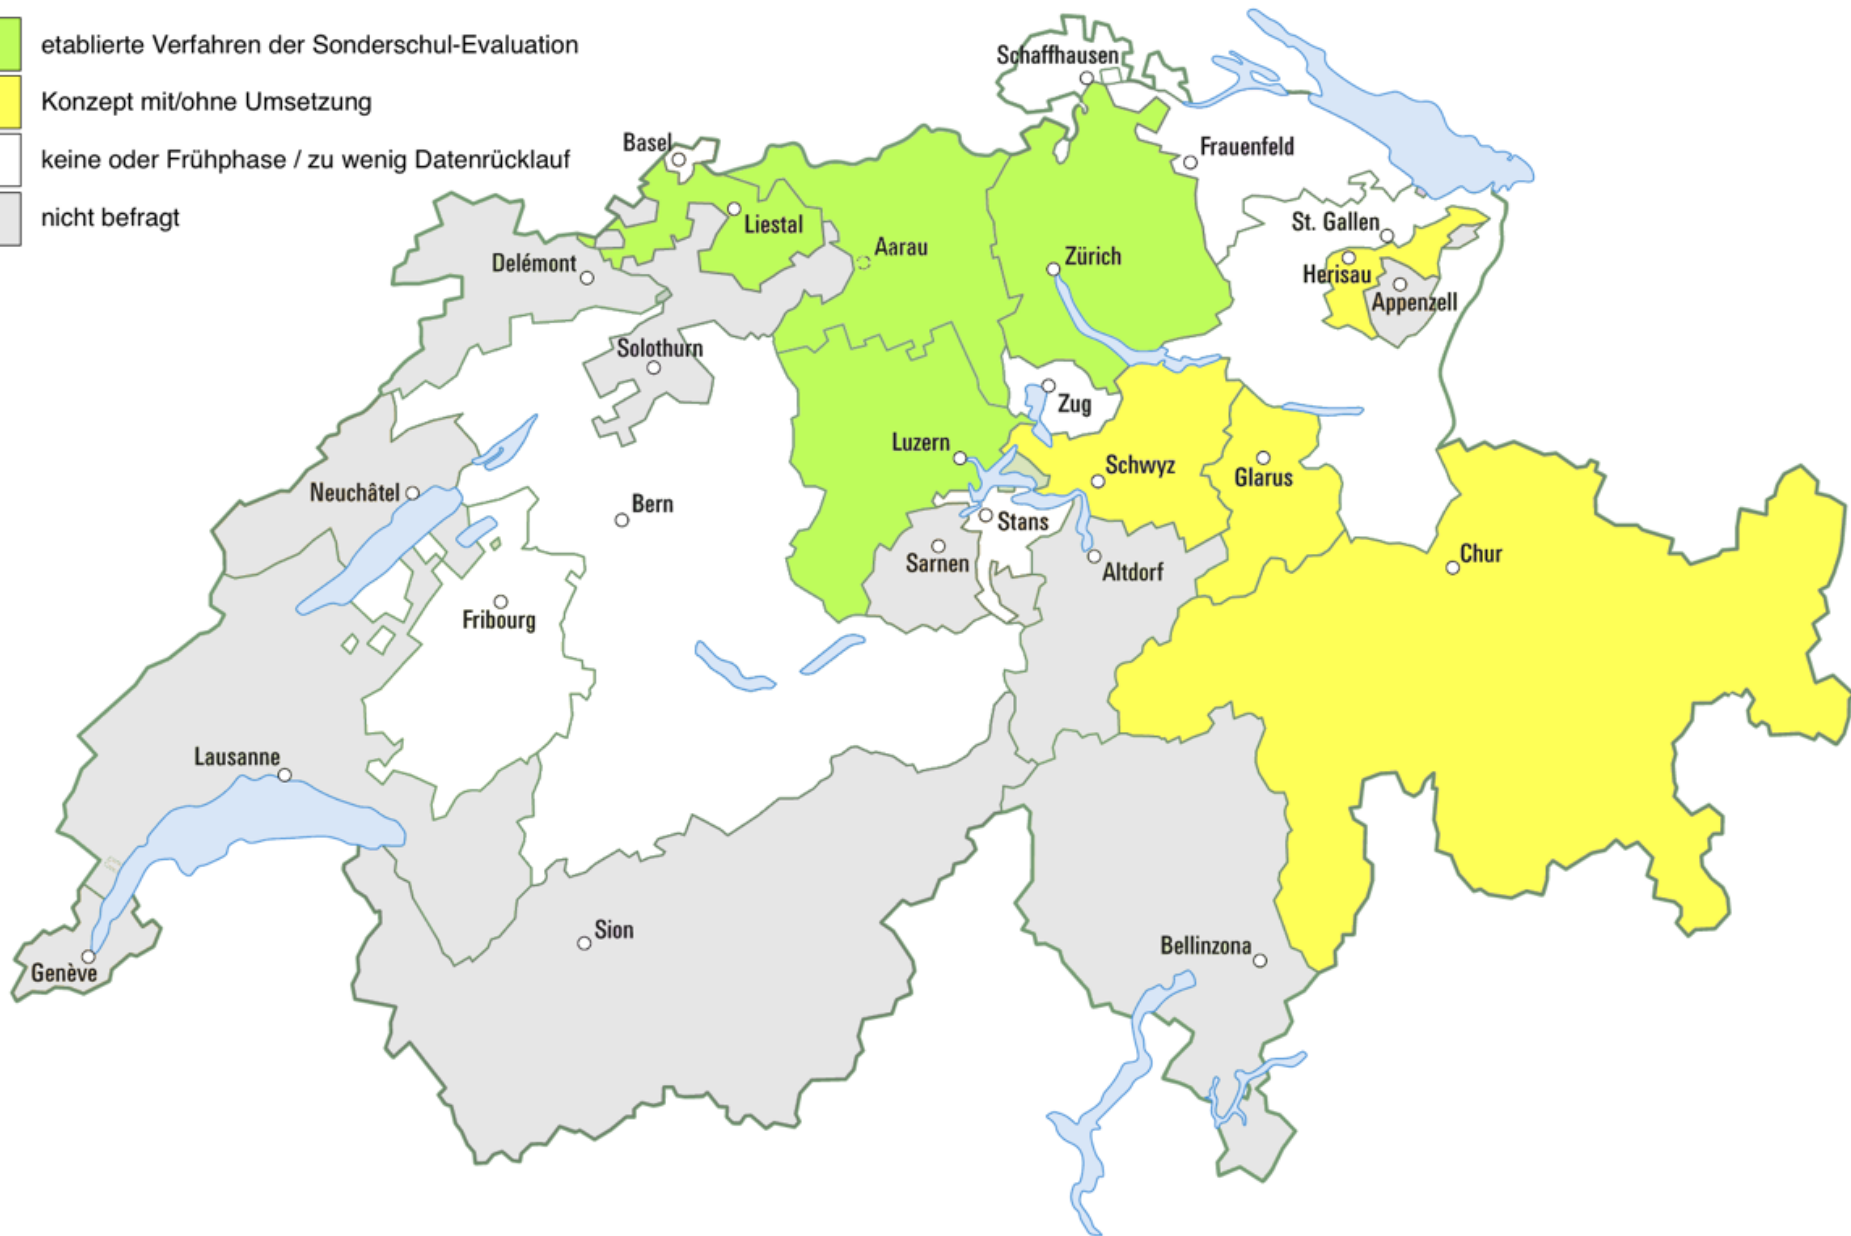 etablierte Verfahren der Sonderschul-Evaluation
Konzept mit/ohne Umsetzung
keine oder Frühphase / zu wenig Datenrücklauf
nicht befragt
Schaffhausen
Basel
Frauenfeld
Liestal
St. Gallen
Aarau
Zürich
Delémont
Herisau
Appenzell
Solothurn
Zug
Luzern
Schwyz
Glarus
Neuchâtel
Bern
Stans
Chur
Sarnen
Altdorf
Fribourg
Lausanne
Sion
Bellinzona
Genève